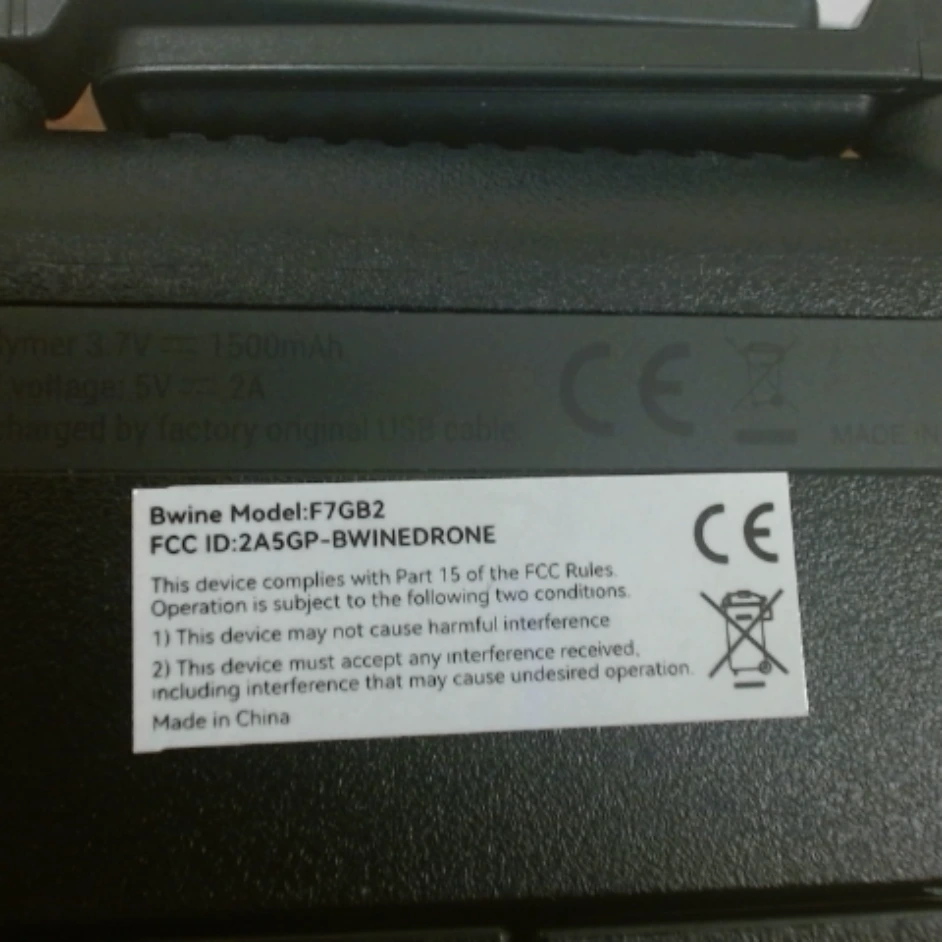 3.7V 1500mAh
voltage: 5V 2A
charged by factory original USB cable.
CE
MADE IN
Bwine Model:F7GB2
FCC ID:2A5GP-BWINEDRONE
CE
This device complies with Part 15 of the FCC Rules.
Operation is subject to the following two conditions.
1) This device may not cause harmful interference
2) This device must accept any interference received,
including interference that may cause undesired operation.
Made in China